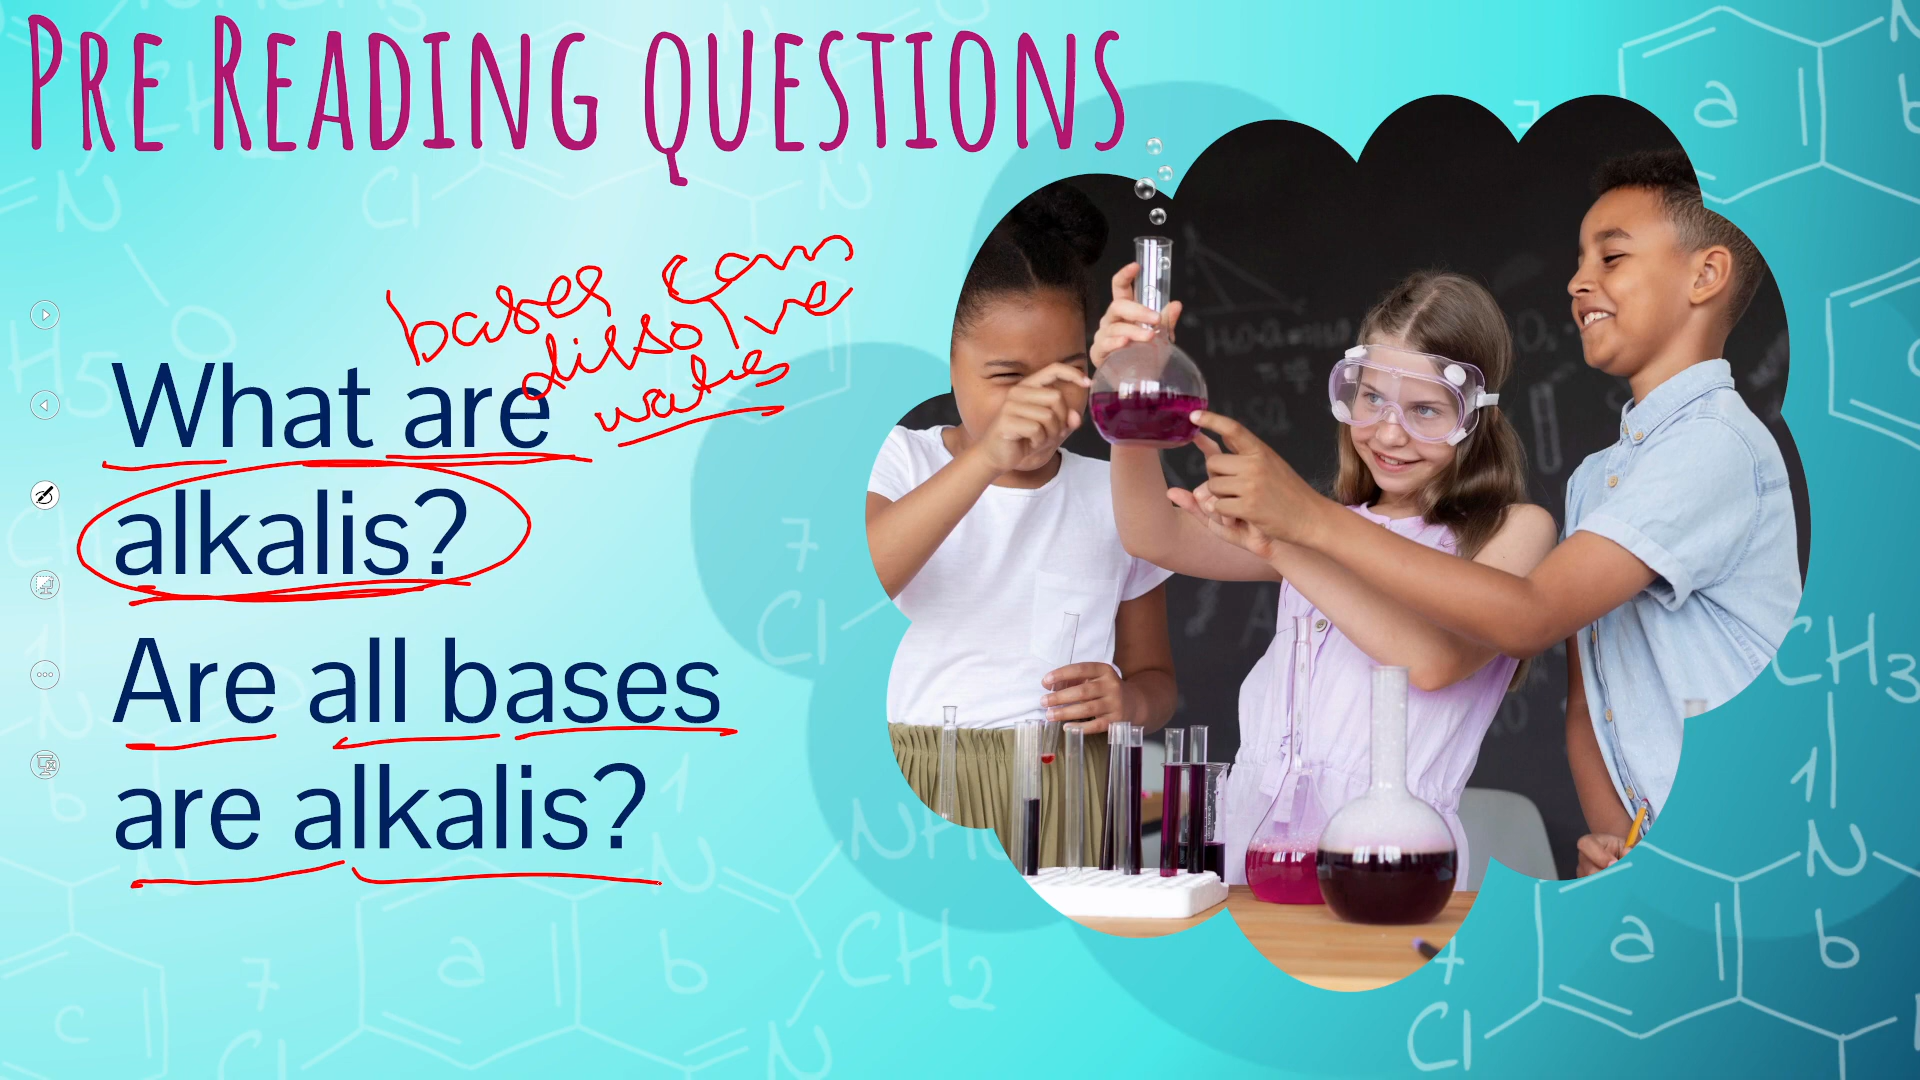 PRE READING QUESTIONS
bases can
dissolve
water
What are
alkalis?
Are all bases
are alkalis?